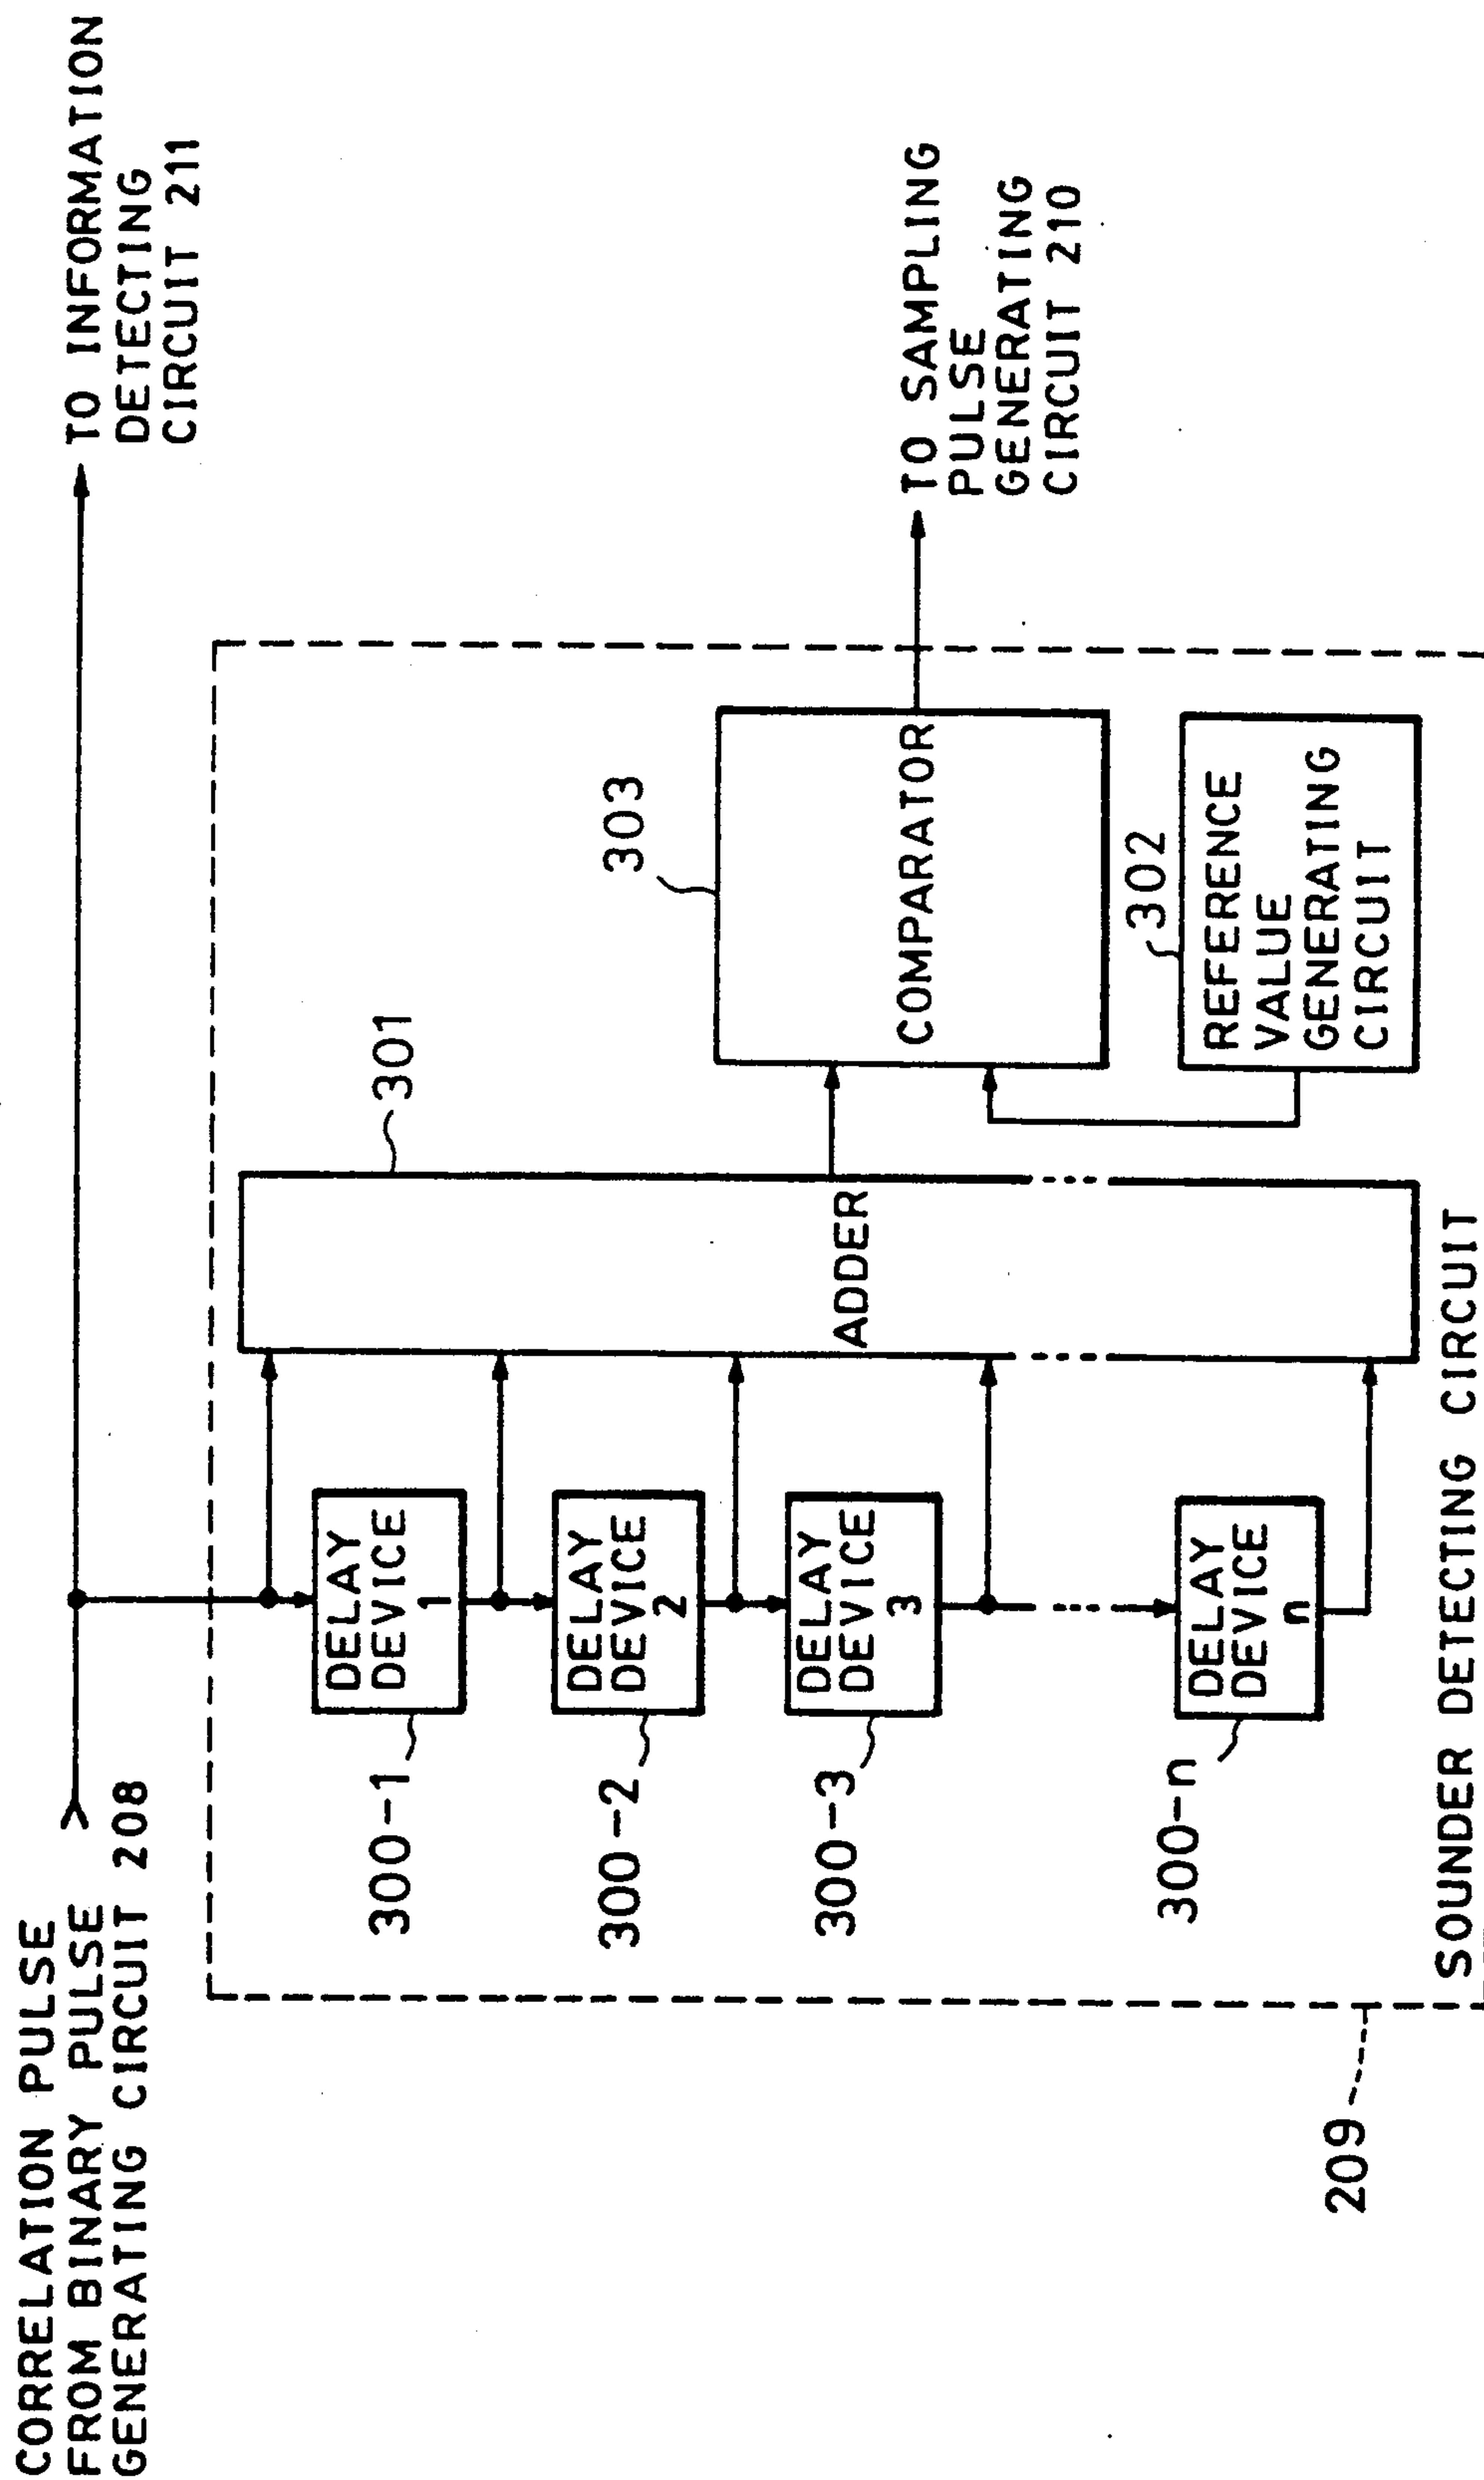 CORRELATION PULSE
FROM BINARY PULSE
GENERATING CIRCUIT 208
TO INFORMATION
DETECTING
CIRCUIT 211
300-1
DELAY
DEVICE
1
300-2
DELAY
DEVICE
2
300-3
DELAY
DEVICE
3
300-n
DELAY
DEVICE
n
301
ADDER
303
COMPARATOR
302
REFERENCE
VALUE
GENERATING
CIRCUIT
TO SAMPLING
PULSE
GENERATING
CIRCUIT 210
209
SOUNDER DETECTING CIRCUIT